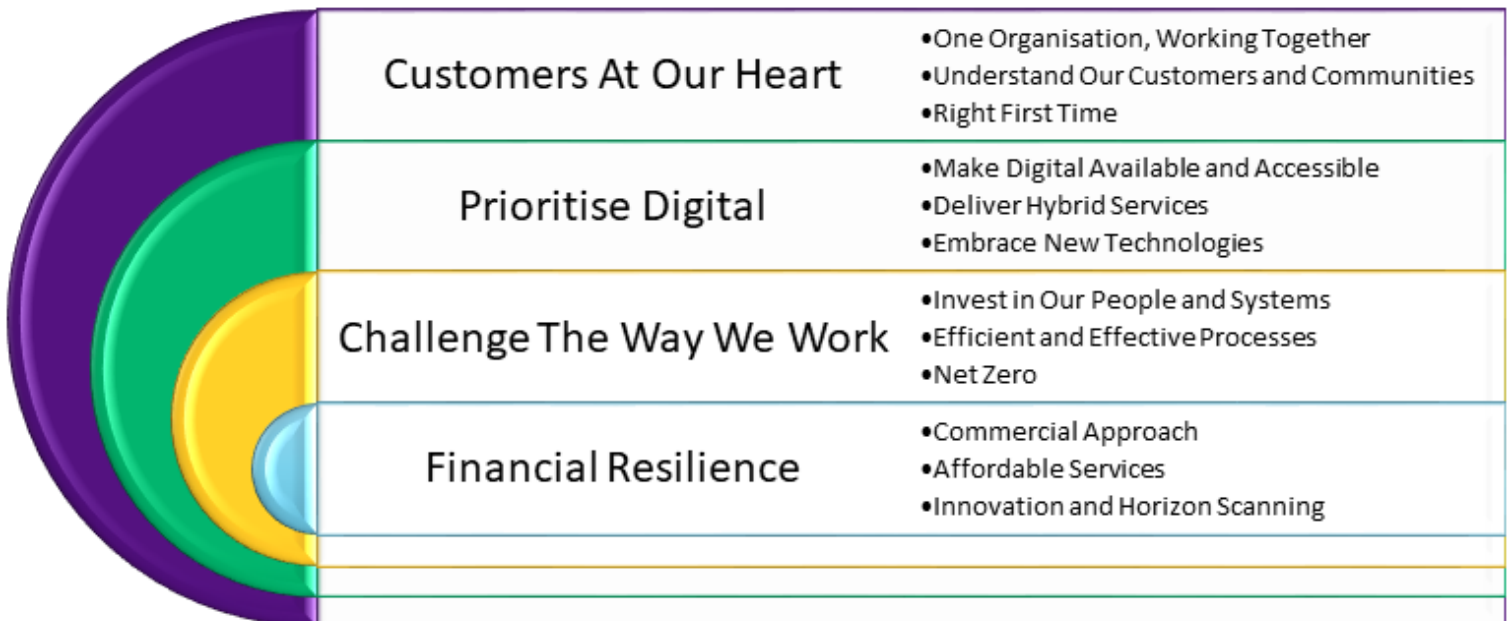 Customers At Our Heart
•One Organisation, Working Together
•Understand Our Customers and Communities
•Right First Time
Prioritise Digital
•Make Digital Available and Accessible
•Deliver Hybrid Services
•Embrace New Technologies
Challenge The Way We Work
•Invest in Our People and Systems
•Efficient and Effective Processes
•Net Zero
Financial Resilience
•Commercial Approach
•Affordable Services
•Innovation and Horizon Scanning